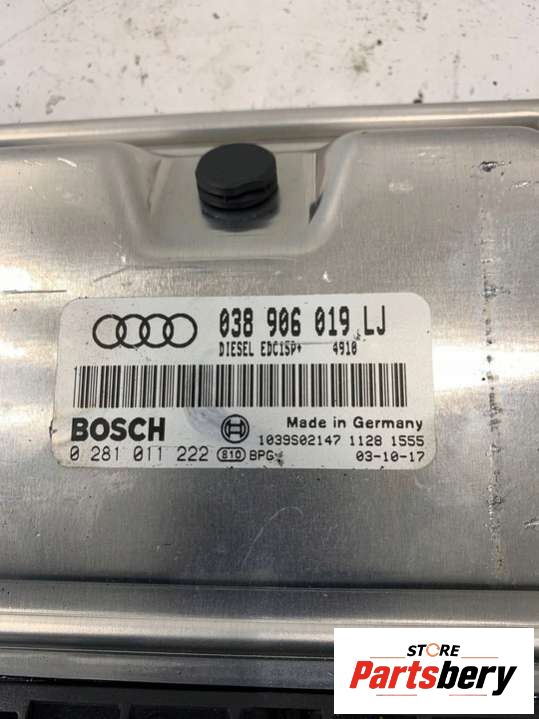 038 906 019 LJ
DIESEL EDC15P+ 4910
BOSCH
Made in Germany
1039S02147 1128 1555
0 281 011 222 810 BPG
03-10-17
STORE
Partsbery